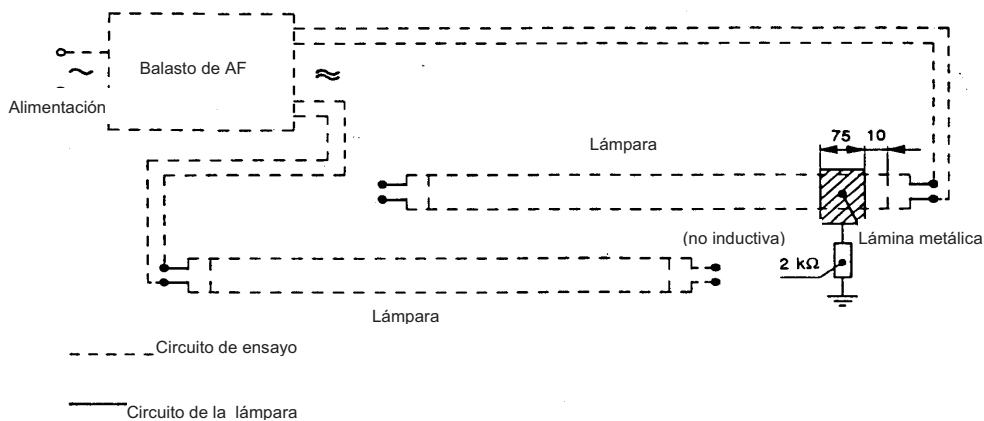 Balasto de AF
Alimentación
75 10
Lámpara
(no inductiva)
Lámina metálica
2 kΩ
Lámpara
Circuito de ensayo
Circuito de la lámpara